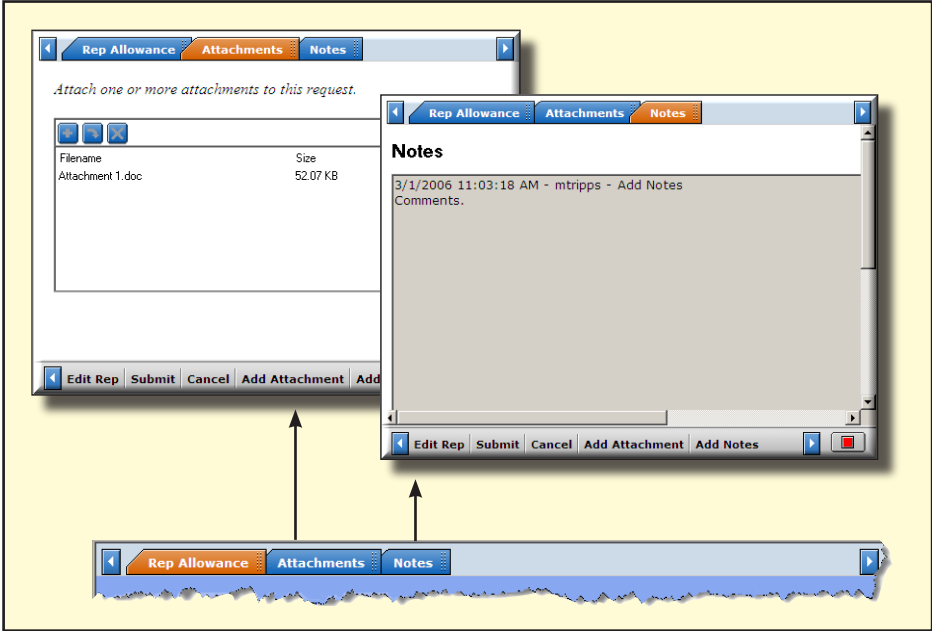 Rep Allowance Attachments Notes
Attach one or more attachments to this request.
Filename Size
Attachment 1.doc 52.07 KB
Edit Rep Submit Cancel Add Attachment Add
Rep Allowance Attachments Notes
Notes
3/1/2006 11:03:18 AM - mtripps - Add Notes
Comments.
Edit Rep Submit Cancel Add Attachment Add Notes
Rep Allowance Attachments Notes